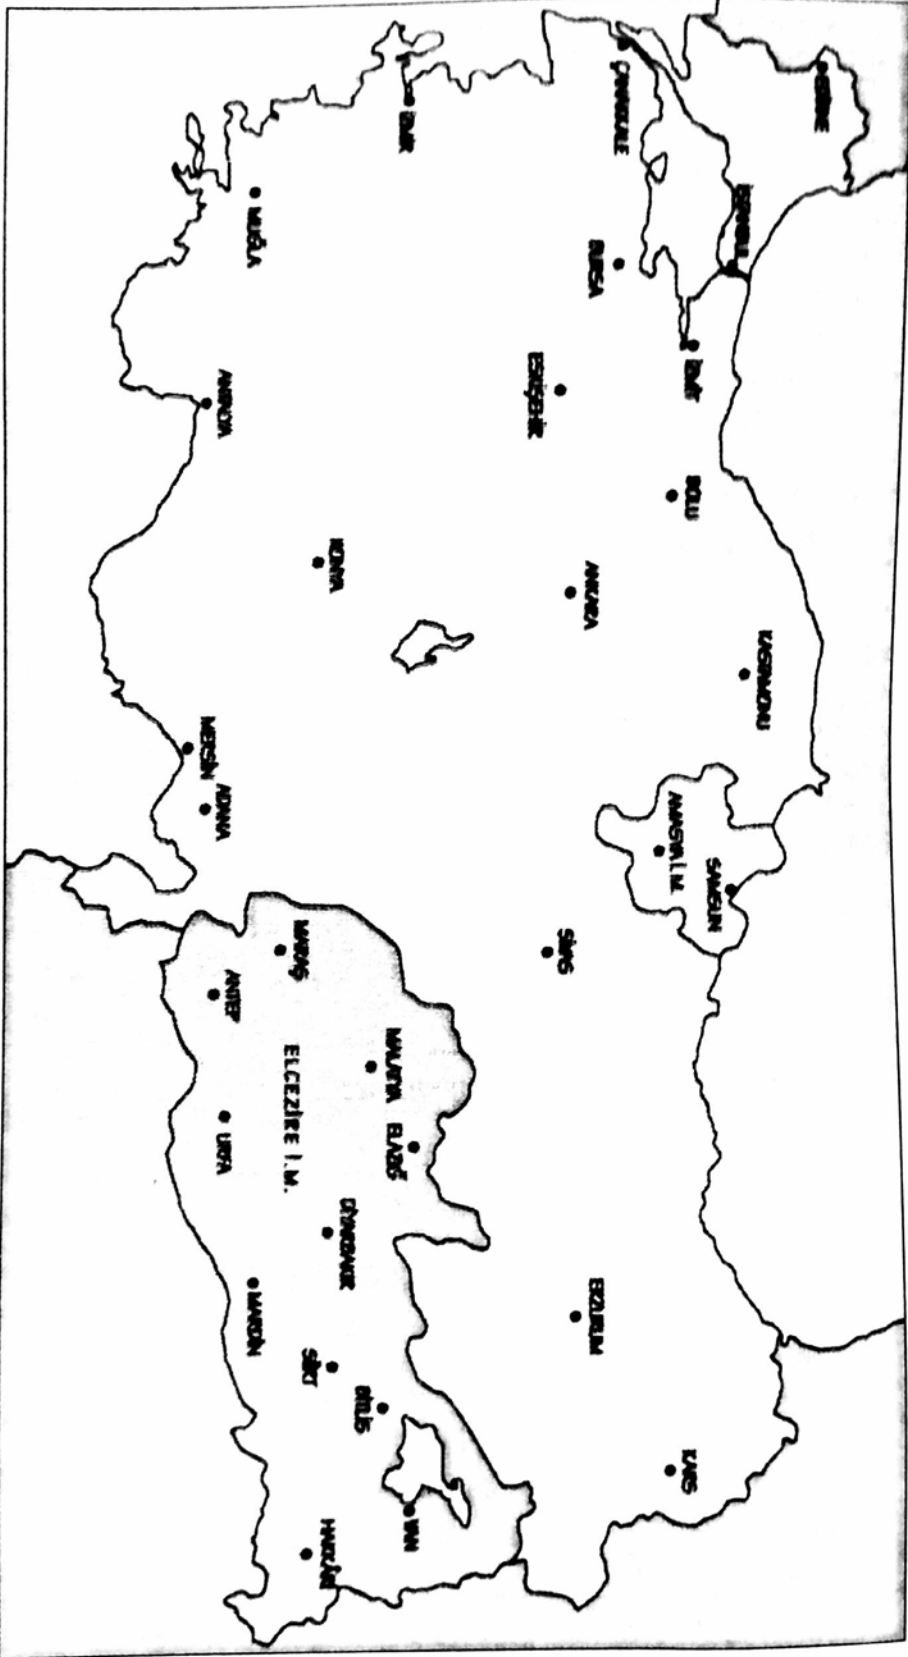 EDİRNE
İSTANBUL
ÇANAKKALE
İZMİT
BURSA
BOLU
KASTAMONU
SAMSUN
AMASYA İ.M.
ESKİŞEHİR
ANKARA
SİVAS
ERZURUM
KARS
İZMİR
MUĞLA
ANTALYA
KONYA
MERSİN
ADANA
MARAŞ
ANTEP
MALATYA
ELAZIĞ
ELCEZİRE İ.M.
URFA
DİYARBAKIR
MARDİN
SİİRT
BİTLİS
VAN
HAKKÂRİ